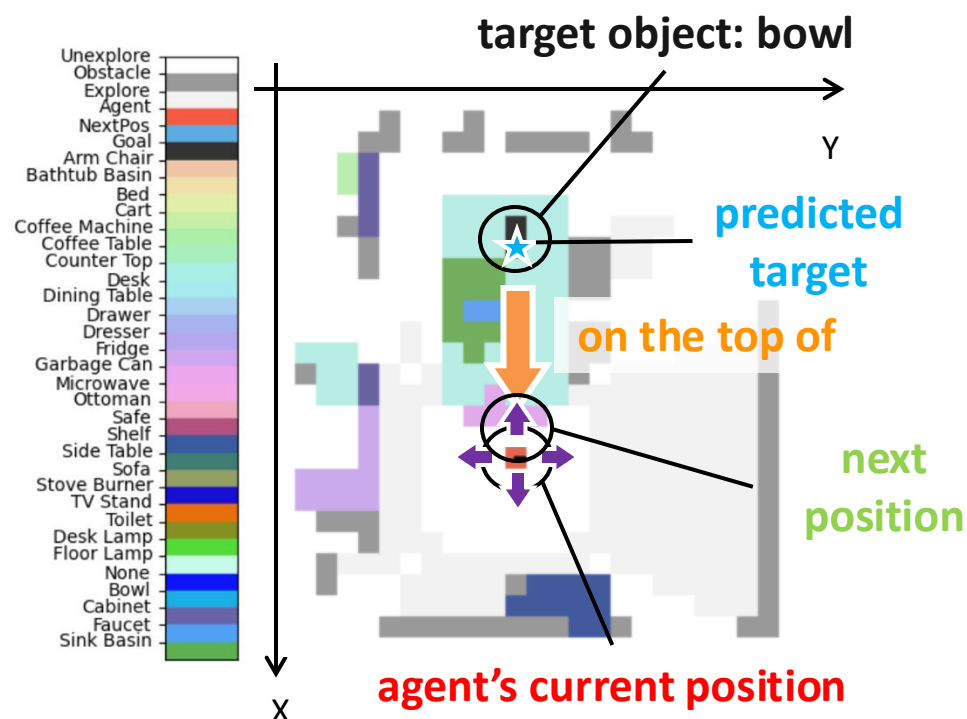 target object: bowl
Unexplore
Obstacle
Explore
Agent
NextPos
Goal
Arm Chair
Bathtub Basin
Bed
Cart
Coffee Machine
Coffee Table
Counter Top
Desk
Dining Table
Drawer
Dresser
Fridge
Garbage Can
Microwave
Ottoman
Safe
Shelf
Side Table
Sofa
Stove Burner
TV Stand
Toilet
Desk Lamp
Floor Lamp
None
Bowl
Cabinet
Faucet
Sink Basin
Y
predicted
target
on the top of
next
position
agent's current position
X